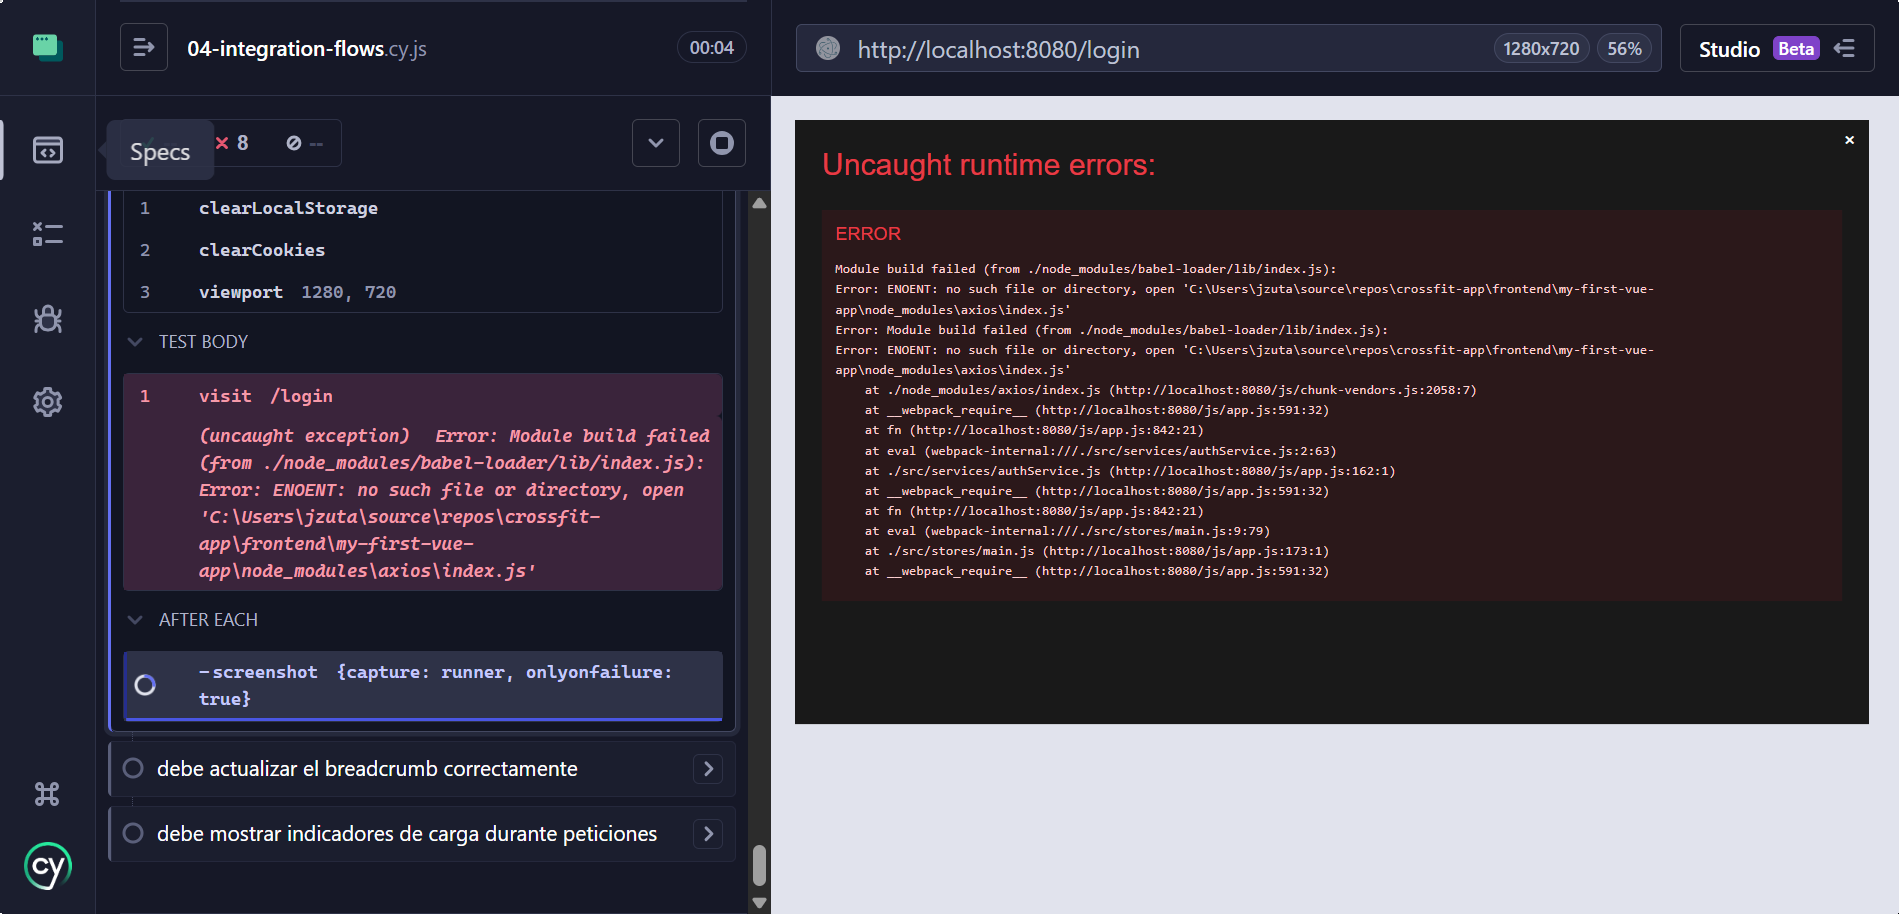 04-integration-flows.cy.js
00:04
http://localhost:8080/login
1280x720
56%
Studio
Beta
Specs
8
--
1 clearLocalStorage
2 clearCookies
3 viewport 1280, 720
TEST BODY
1 visit /login
(uncaught exception) Error: Module build failed
(from ./node_modules/babel-loader/lib/index.js):
Error: ENOENT: no such file or directory, open
'C:\Users\jzuta\source\repos\crossfit-
app\frontend\my-first-vue-
app\node_modules\axios\index.js'
AFTER EACH
-screenshot {capture: runner, onlyonfailure:
true}
debe actualizar el breadcrumb correctamente
debe mostrar indicadores de carga durante peticiones
cy
Uncaught runtime errors:
×
ERROR
Module build failed (from ./node_modules/babel-loader/lib/index.js):
Error: ENOENT: no such file or directory, open 'C:\Users\jzuta\source\repos\crossfit-app\frontend\my-first-vue-
app\node_modules\axios\index.js'
Error: Module build failed (from ./node_modules/babel-loader/lib/index.js):
Error: ENOENT: no such file or directory, open 'C:\Users\jzuta\source\repos\crossfit-app\frontend\my-first-vue-
app\node_modules\axios\index.js'
at ./node_modules/axios/index.js (http://localhost:8080/js/chunk-vendors.js:2058:7)
at __webpack_require__ (http://localhost:8080/js/app.js:591:32)
at fn (http://localhost:8080/js/app.js:842:21)
at eval (webpack-internal:///./src/services/authService.js:2:63)
at ./src/services/authService.js (http://localhost:8080/js/app.js:162:1)
at __webpack_require__ (http://localhost:8080/js/app.js:591:32)
at fn (http://localhost:8080/js/app.js:842:21)
at eval (webpack-internal:///./src/stores/main.js:9:79)
at ./src/stores/main.js (http://localhost:8080/js/app.js:173:1)
at __webpack_require__ (http://localhost:8080/js/app.js:591:32)